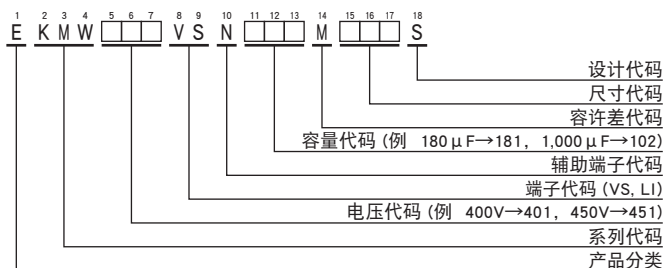 1 2 3 4 5 6 7 8 9 10 11 12 13 14 15 16 17 18
E K M W □□□ V S N □□□ M □□□ S
设计代码
尺寸代码
容许差代码
容量代码 (例 180μF→181, 1,000μF→102)
辅助端子代码
端子代码 (VS, LI)
电压代码 (例 400V→401, 450V→451)
系列代码
产品分类